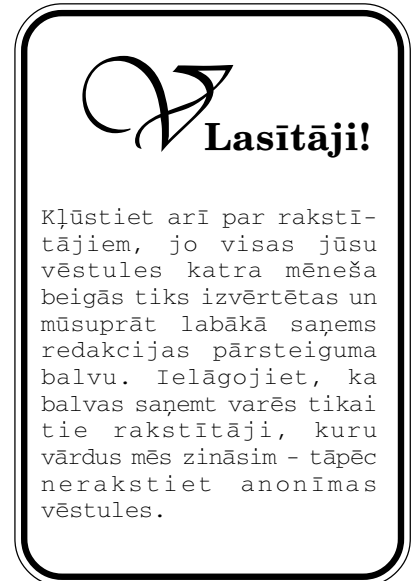 V Lasītāji!
Kļūstiet arī par rakstī-
tājiem, jo visas jūsu
vēstules katra mēneša
beigās tiks izvērtētas un
mūsuprāt labākā saņems
redakcijas pārsteiguma
balvu. Ielāgojiet, ka
balvas saņemt varēs tikai
tie rakstītāji, kuru
vārdus mēs zināsim - tāpēc
nerakstiet anonīmas
vēstules.